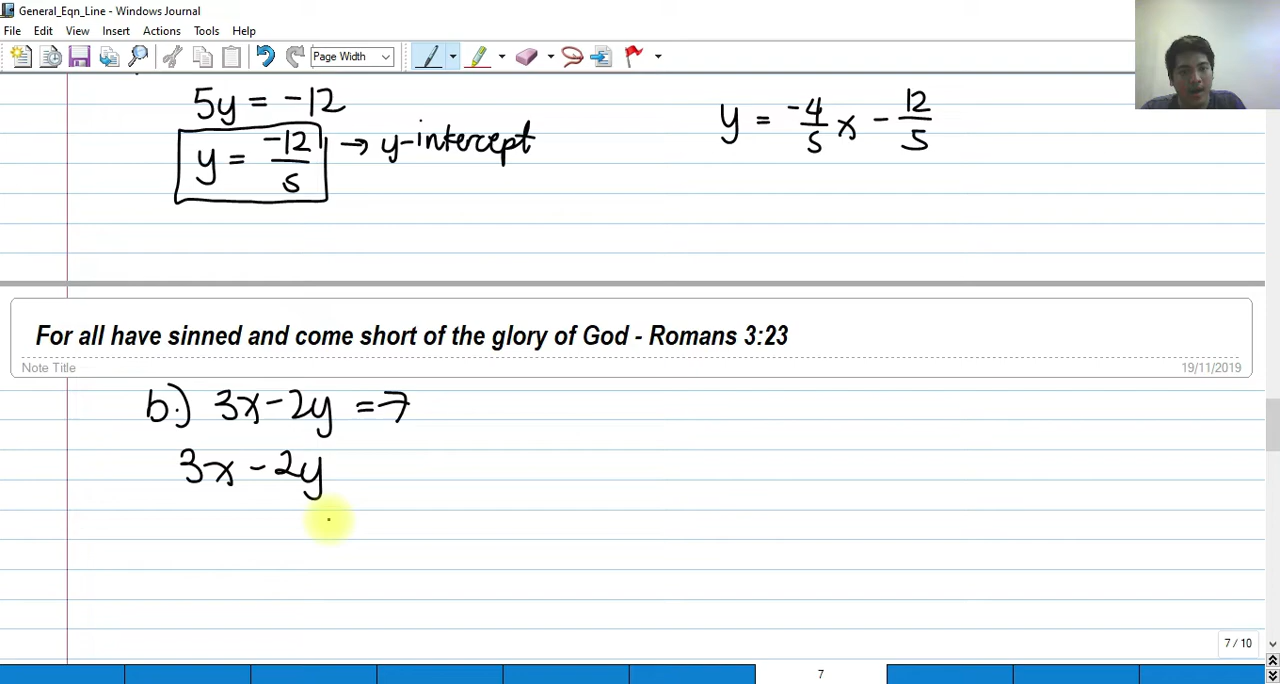 General_Eqn_Line - Windows Journal
File Edit View Insert Actions Tools Help
Page Width
5y = -12
y = -12/5 → y-intercept
y = -4/5 x - 12/5
For all have sinned and come short of the glory of God - Romans 3:23
Note Title
19/11/2019
b.) 3x-2y =7
3x - 2y
7 / 10
7